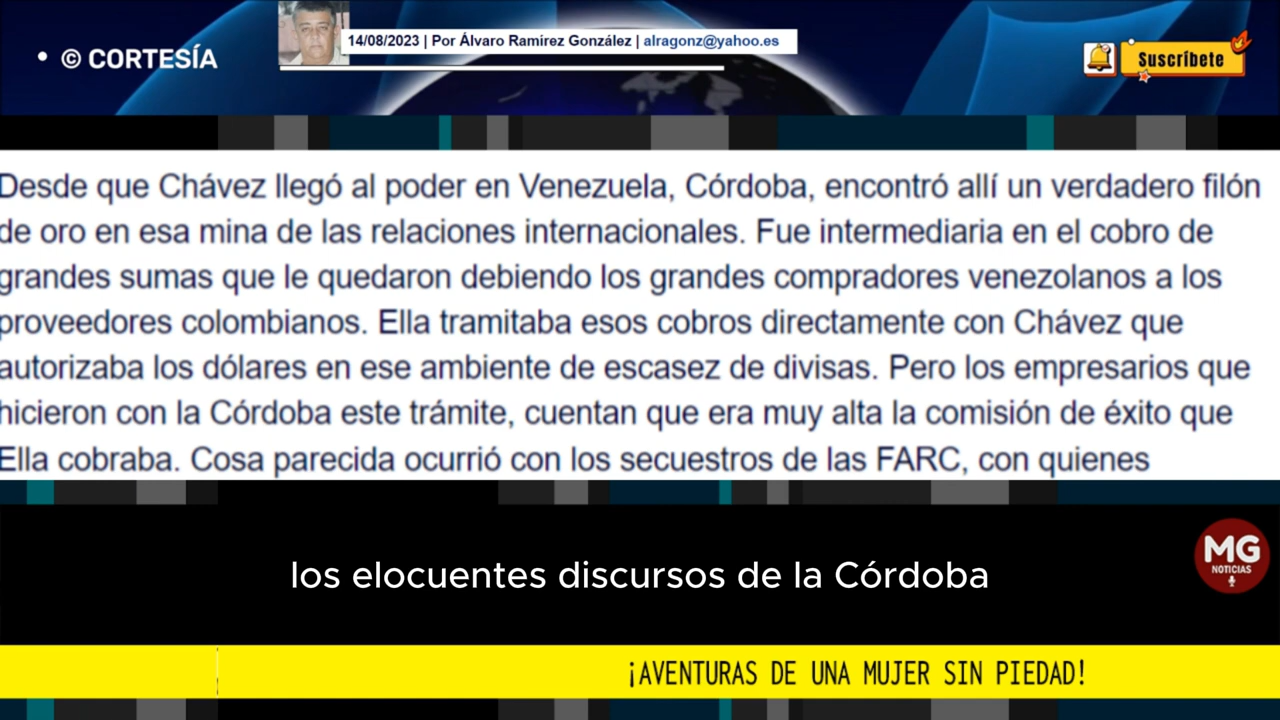 • © CORTESÍA
14/08/2023 | Por Álvaro Ramírez González | alragonz@yahoo.es
Suscríbete
Desde que Chávez llegó al poder en Venezuela, Córdoba, encontró allí un verdadero filón
de oro en esa mina de las relaciones internacionales. Fue intermediaria en el cobro de
grandes sumas que le quedaron debiendo los grandes compradores venezolanos a los
proveedores colombianos. Ella tramitaba esos cobros directamente con Chávez que
autorizaba los dólares en ese ambiente de escasez de divisas. Pero los empresarios que
hicieron con la Córdoba este trámite, cuentan que era muy alta la comisión de éxito que
Ella cobraba. Cosa parecida ocurrió con los secuestros de las FARC, con quienes
los elocuentes discursos de la Córdoba
MG
NOTICIAS
¡AVENTURAS DE UNA MUJER SIN PIEDAD!